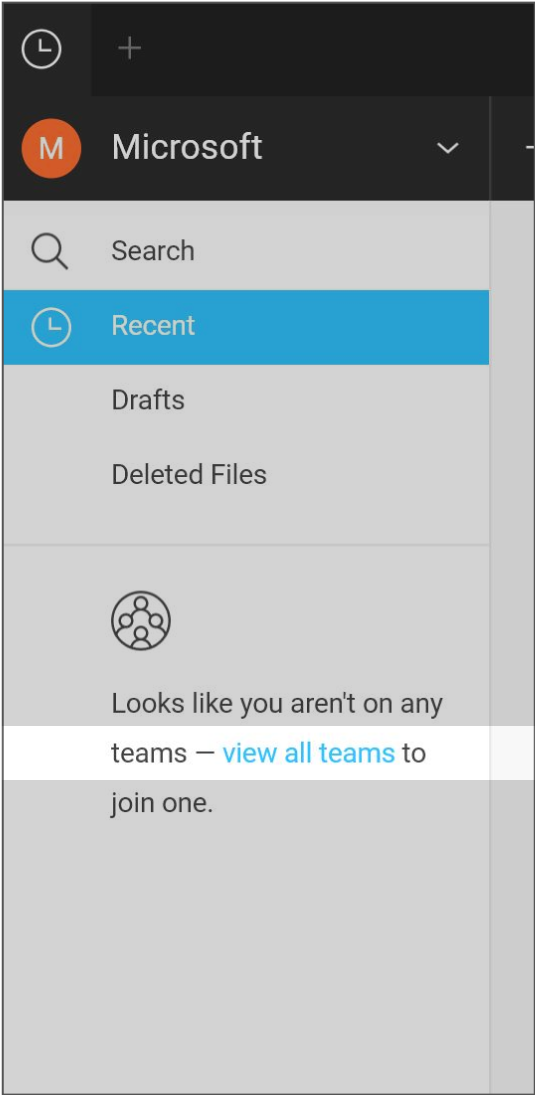 M Microsoft
Search
Recent
Drafts
Deleted Files
Looks like you aren't on any
teams — view all teams to
join one.